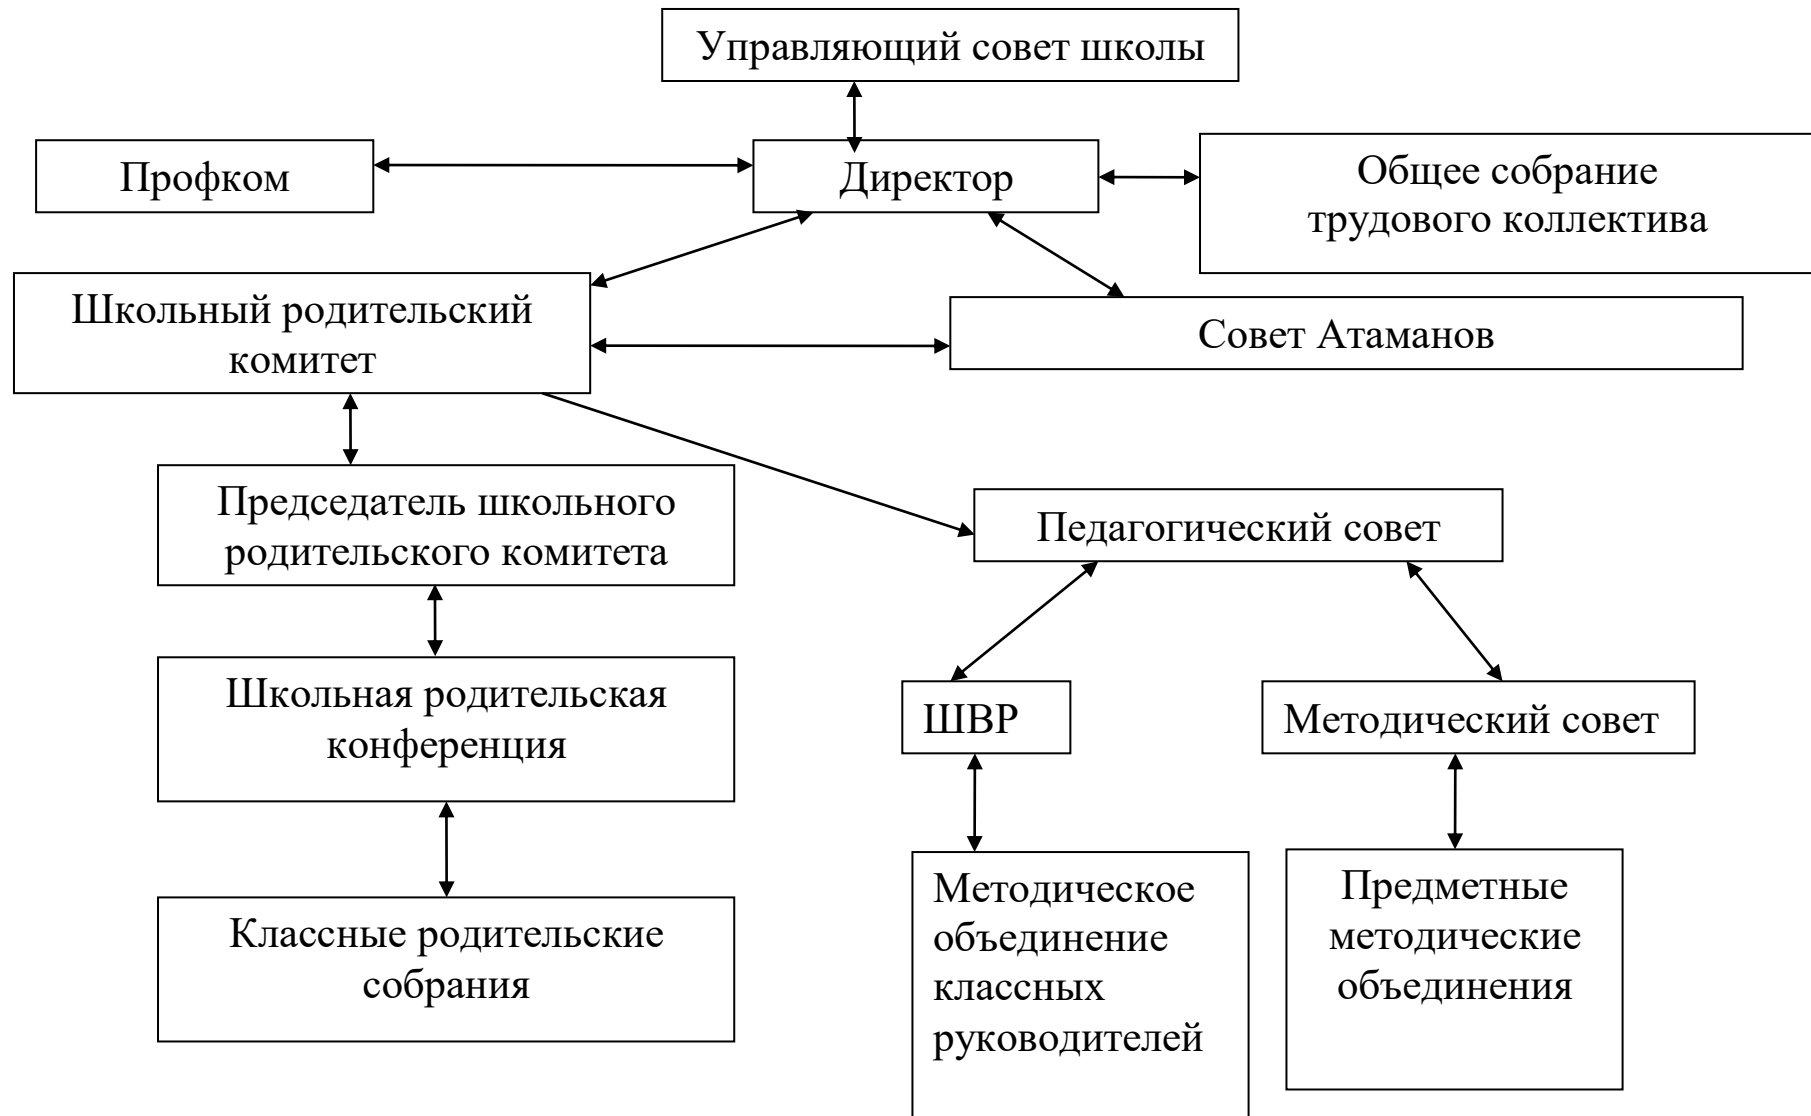 Управляющий совет школы
Профком
Директор
Общее собрание
трудового коллектива
Школьный родительский
комитет
Совет Атаманов
Председатель школьного
родительского комитета
Педагогический совет
Школьная родительская
конференция
ШВР
Методический совет
Классные родительские
собрания
Методическое
объединение
классных
руководителей
Предметные
методические
объединения